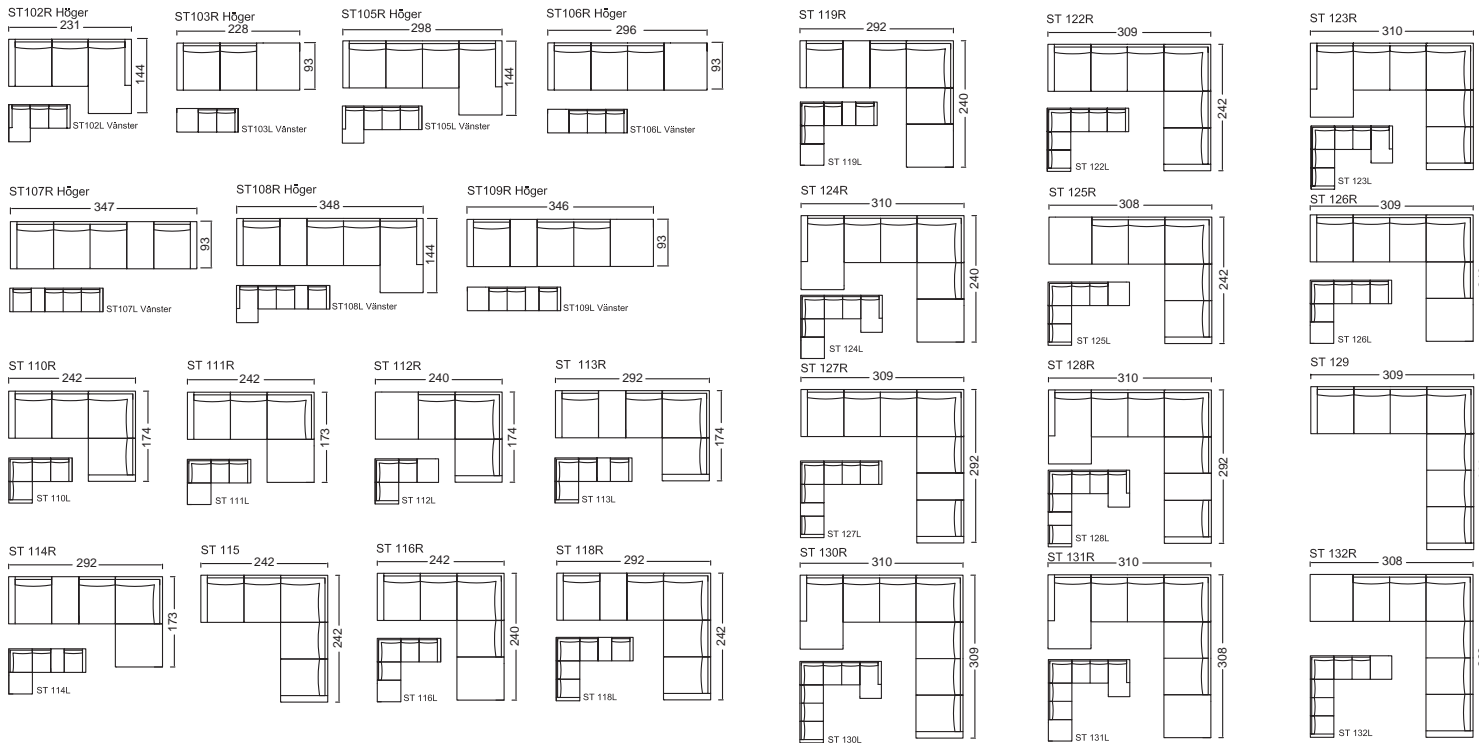 ST102R Höger
231
144
ST102L Vänster
ST103R Höger
228
93
ST103L Vänster
ST105R Höger
298
144
ST105L Vänster
ST106R Höger
296
93
ST106L Vänster
ST107R Höger
347
93
ST107L Vänster
ST108R Höger
348
144
ST108L Vänster
ST109R Höger
346
93
ST109L Vänster
ST 110R
242
174
ST 110L
ST 111R
242
173
ST 111L
ST 112R
240
174
ST 112L
ST 113R
292
174
ST 113L
ST 114R
292
173
ST 114L
ST 115
242
242
ST 116R
242
240
ST 116L
ST 118R
292
242
ST 118L
ST 119R
292
240
ST 119L
ST 122R
309
242
ST 122L
ST 123R
310
ST 123L
ST 124R
310
240
ST 124L
ST 125R
308
242
ST 125L
ST 126R
309
ST 126L
ST 127R
309
292
ST 127L
ST 128R
310
292
ST 128L
ST 129
309
ST 130R
310
309
ST 130L
ST 131R
310
308
ST 131L
ST 132R
308
ST 132L